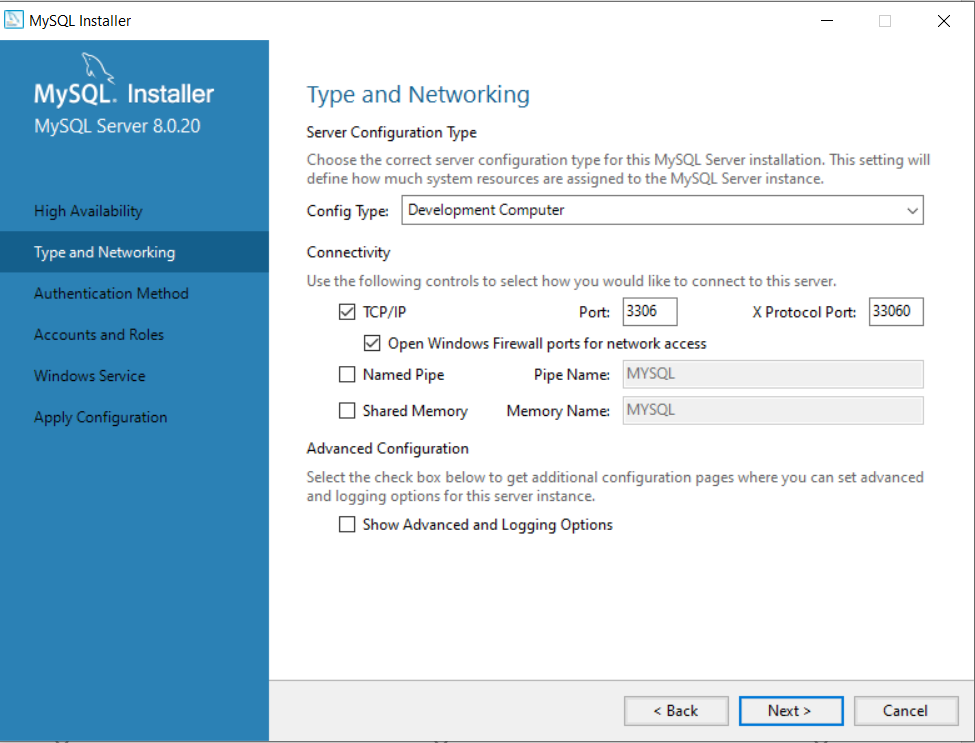 MySQL Installer
MySQL. Installer
MySQL Server 8.0.20
High Availability
Type and Networking
Authentication Method
Accounts and Roles
Windows Service
Apply Configuration
Type and Networking
Server Configuration Type
Choose the correct server configuration type for this MySQL Server installation. This setting will
define how much system resources are assigned to the MySQL Server instance.
Config Type: Development Computer
Connectivity
Use the following controls to select how you would like to connect to this server.
TCP/IP Port: 3306 X Protocol Port: 33060
Open Windows Firewall ports for network access
Named Pipe Pipe Name: MYSQL
Shared Memory Memory Name: MYSQL
Advanced Configuration
Select the check box below to get additional configuration pages where you can set advanced
and logging options for this server instance.
Show Advanced and Logging Options
< Back Next > Cancel